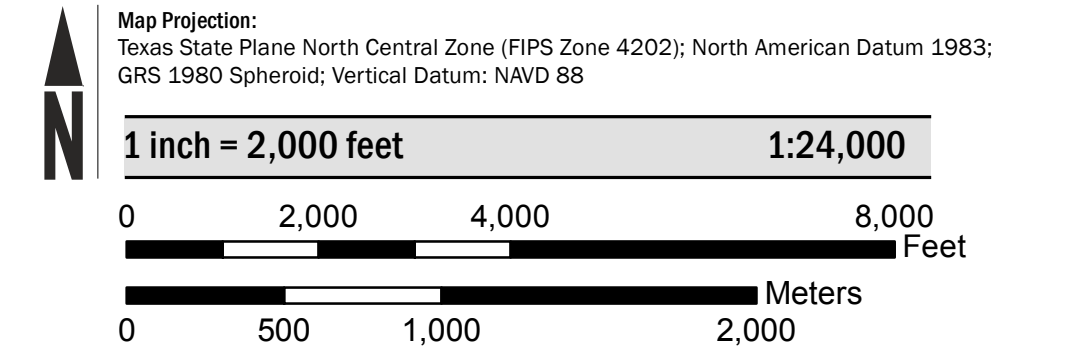 Map Projection:
Texas State Plane North Central Zone (FIPS Zone 4202); North American Datum 1983;
GRS 1980 Spheroid; Vertical Datum: NAVD 88
N
1 inch = 2,000 feet 1:24,000
0 2,000 4,000 8,000
Feet
Meters
0 500 1,000 2,000